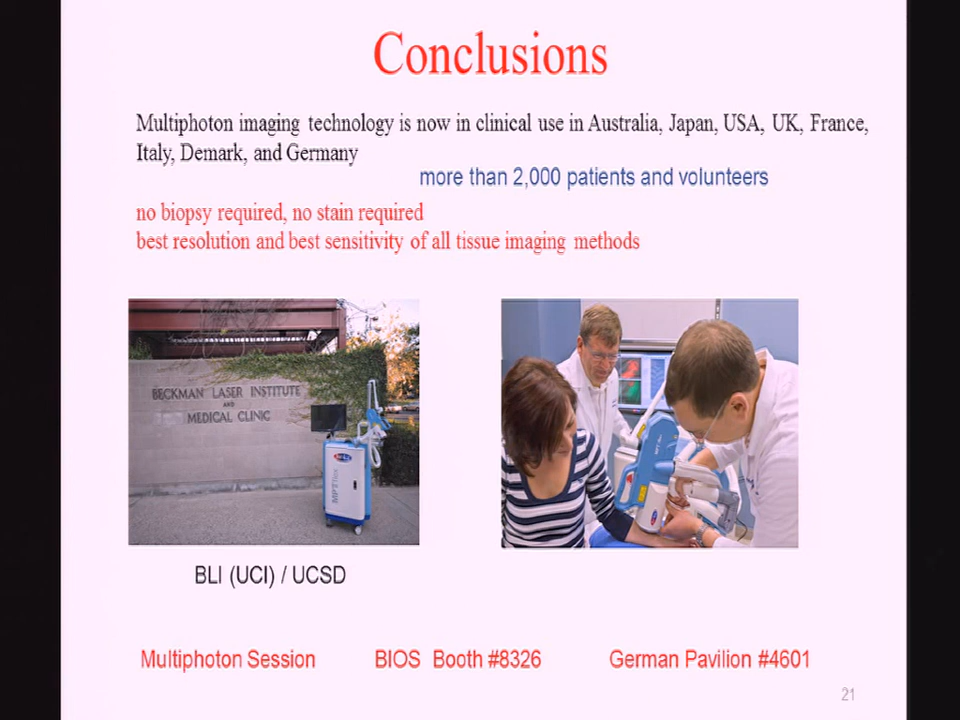 Conclusions
Multiphoton imaging technology is now in clinical use in Australia, Japan, USA, UK, France,
Italy, Demark, and Germany
more than 2,000 patients and volunteers
no biopsy required, no stain required
best resolution and best sensitivity of all tissue imaging methods
BECKMAN LASER INSTITUTE
AND
MEDICAL CLINIC
BLI (UCI) / UCSD
Multiphoton Session BIOS Booth #8326 German Pavilion #4601
21